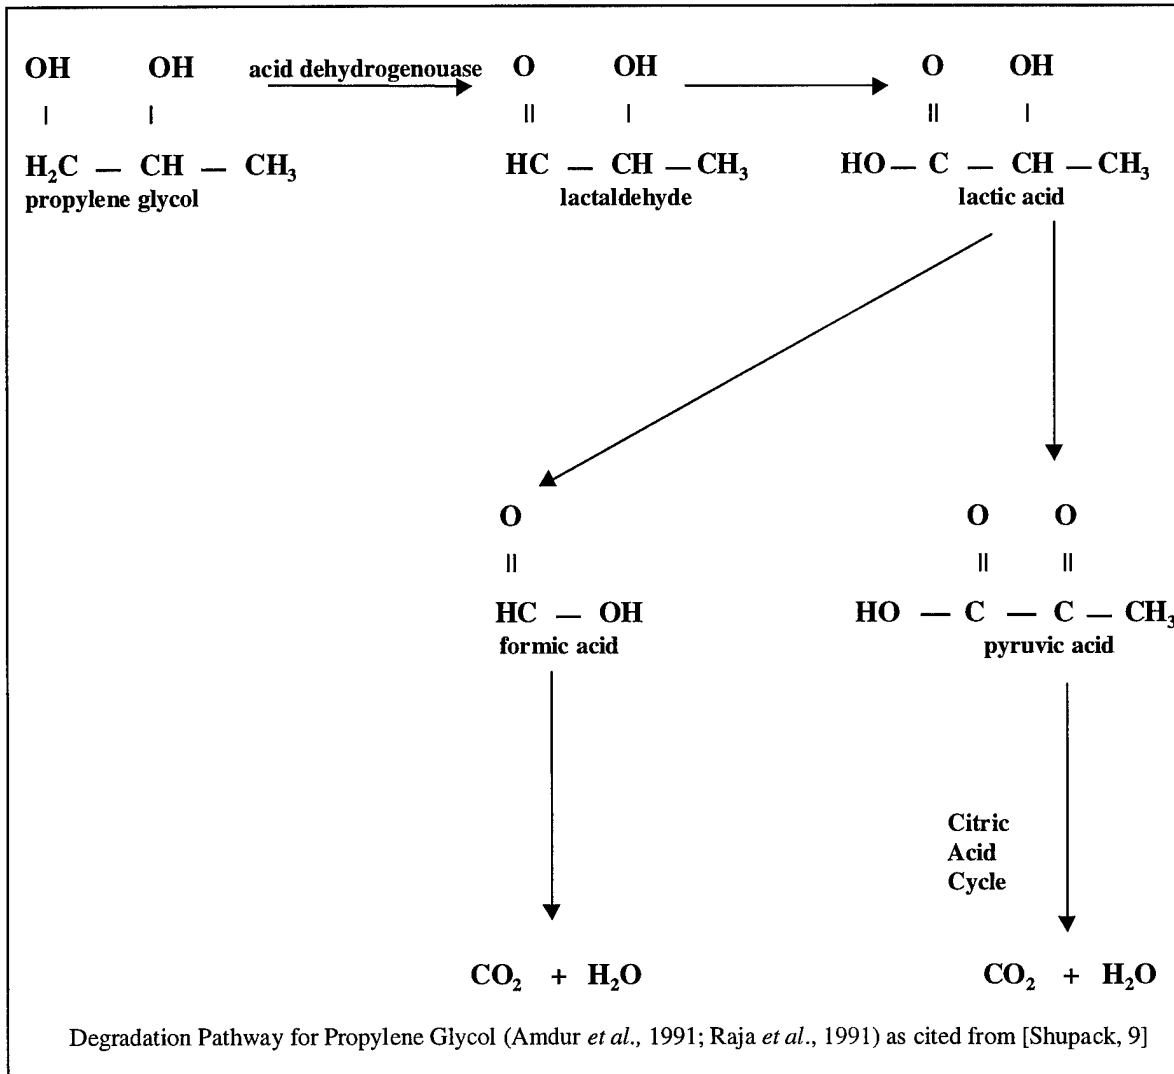 OH OH acid dehydrogenouase O OH O OH
| | || | || |
H₂C — CH — CH₃ HC — CH — CH₃ HO — C — CH — CH₃
propylene glycol lactaldehyde lactic acid
O O O
|| || ||
HC — OH HO — C — C — CH₃
formic acid pyruvic acid
Citric
Acid
Cycle
CO₂ + H₂O CO₂ + H₂O
Degradation Pathway for Propylene Glycol (Amdur et al., 1991; Raja et al., 1991) as cited from [Shupack, 9]